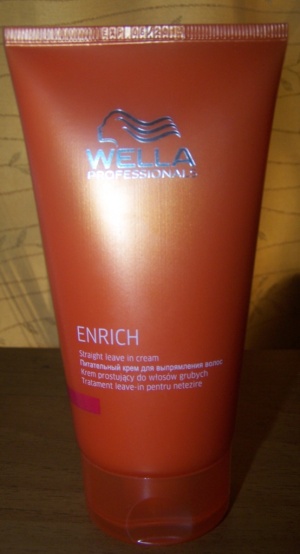 WELLA
PROFESSIONALS
ENRICH
Straight leave in cream
Питательный крем для выпрямления волос
Krem prostujący do włosów grubych
Tratament leave-in pentru netezire